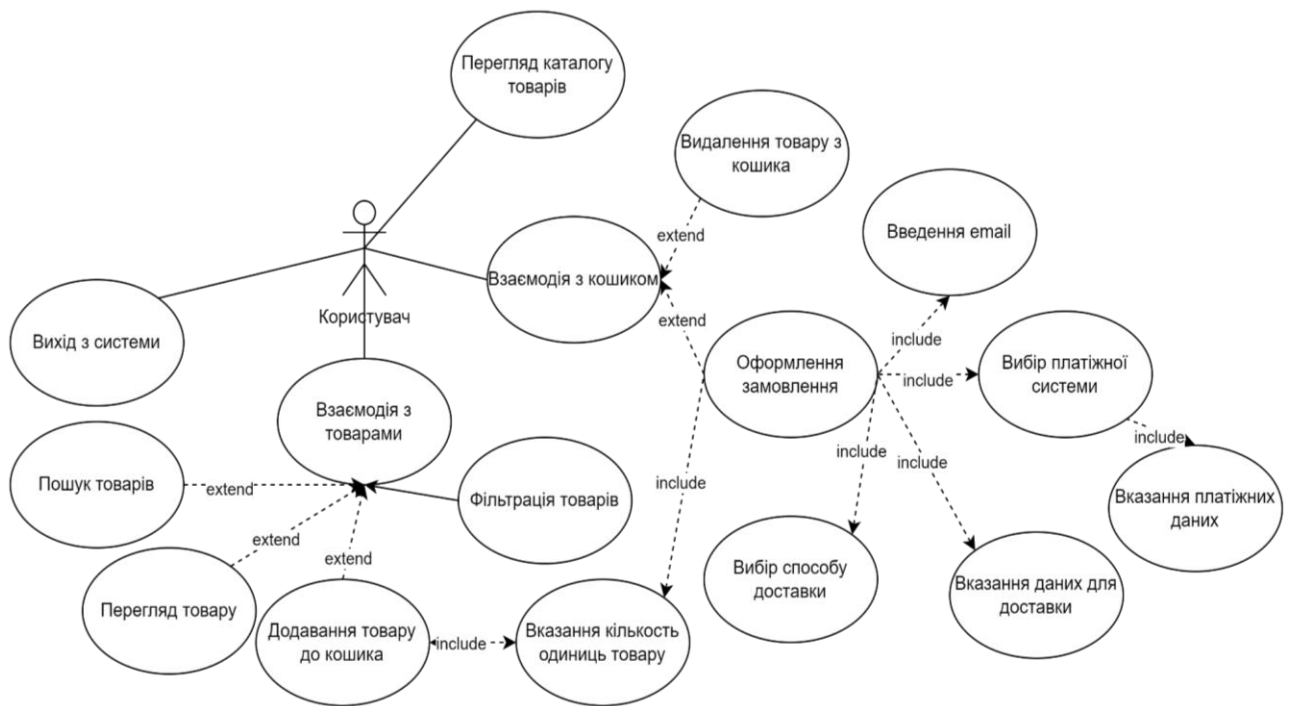 Перегляд каталогу
товарів
Видалення товару з
кошика
Введення email
extend
Взаємодія з кошиком
Користувач
extend
Вихід з системи
include
Оформлення
замовлення
include
Вибір платіжної
системи
Взаємодія з
товарами
include
include
include
Пошук товарів
extend
Фільтрація товарів
include
Вказання платіжних
даних
extend
extend
Вибір способу
доставки
Вказання даних для
доставки
Перегляд товару
Додавання товару
до кошика
include
Вказання кількость
одиниць товару